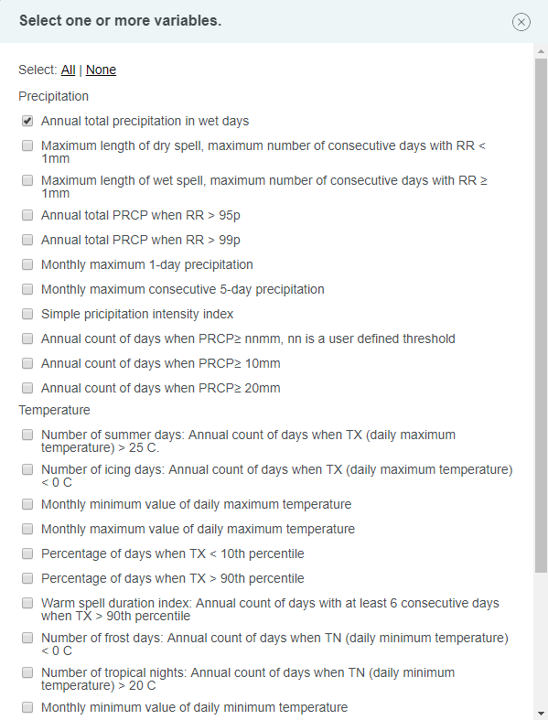 Select one or more variables.
Select: All | None
Precipitation
Annual total precipitation in wet days
Maximum length of dry spell, maximum number of consecutive days with RR <
1mm
Maximum length of wet spell, maximum number of consecutive days with RR ≥
1mm
Annual total PRCP when RR > 95p
Annual total PRCP when RR > 99p
Monthly maximum 1-day precipitation
Monthly maximum consecutive 5-day precipitation
Simple pricipitation intensity index
Annual count of days when PRCP≥ nnmm, nn is a user defined threshold
Annual count of days when PRCP≥ 10mm
Annual count of days when PRCP≥ 20mm
Temperature
Number of summer days: Annual count of days when TX (daily maximum
temperature) > 25 C.
Number of icing days: Annual count of days when TX (daily maximum temperature)
< 0 C
Monthly minimum value of daily maximum temperature
Monthly maximum value of daily maximum temperature
Percentage of days when TX < 10th percentile
Percentage of days when TX > 90th percentile
Warm spell duration index: Annual count of days with at least 6 consecutive days
when TX > 90th percentile
Number of frost days: Annual count of days when TN (daily minimum temperature)
< 0 C
Number of tropical nights: Annual count of days when TN (daily minimum
temperature) > 20 C
Monthly minimum value of daily minimum temperature